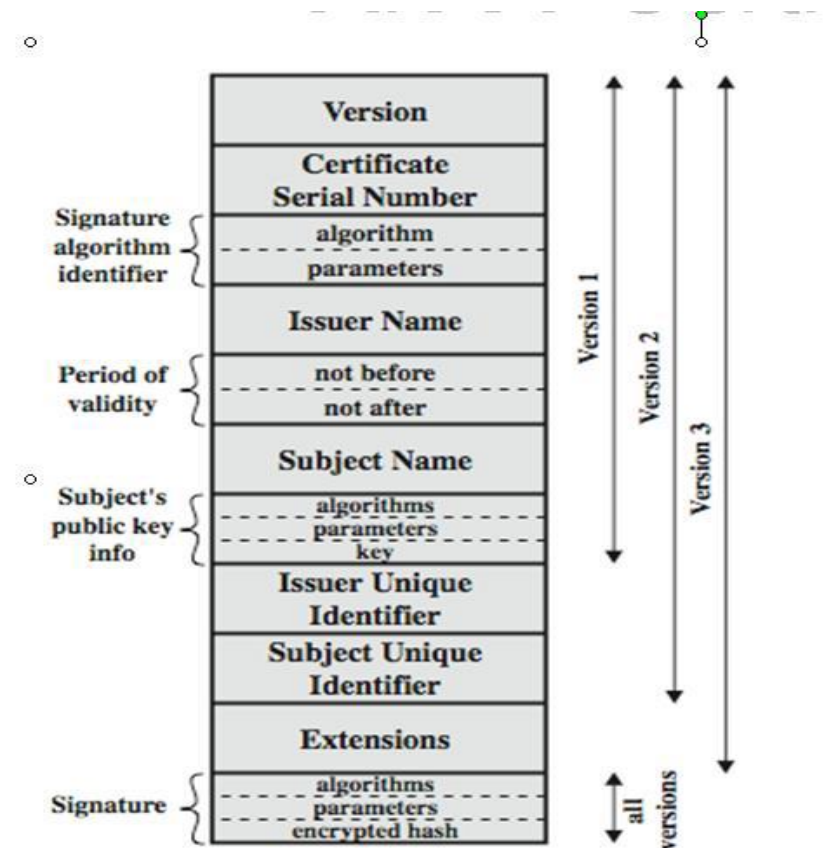 Version
Certificate
Serial Number
Signature
algorithm
identifier
algorithm
parameters
Issuer Name
Period of
validity
not before
not after
Subject Name
Subject's
public key
info
algorithms
parameters
key
Issuer Unique
Identifier
Subject Unique
Identifier
Extensions
Signature
algorithms
parameters
encrypted hash
Version 1
Version 2
Version 3
all
versions